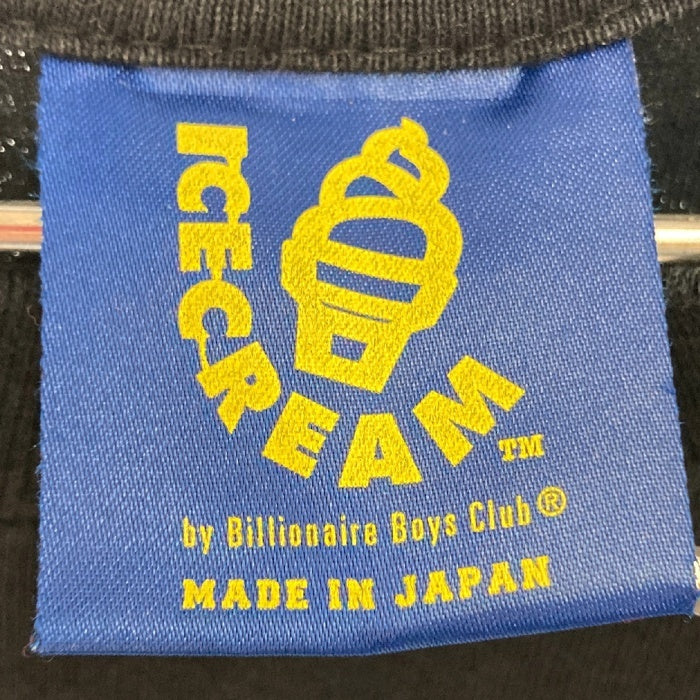 ICECREAM™
by Billionaire Boys Club®
MADE IN JAPAN